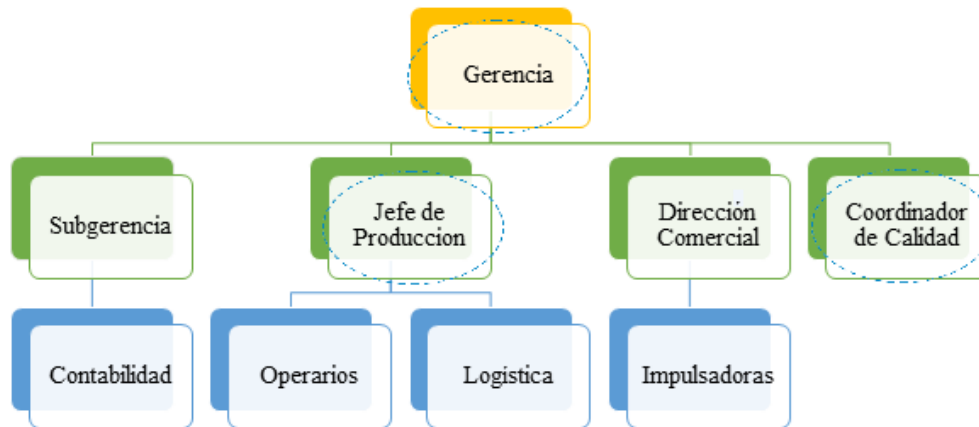 Gerencia
Subgerencia
Jefe de
Produccion
Dirección
Comercial
Coordinador
de Calidad
Contabilidad
Operarios
Logistica
Impulsadoras